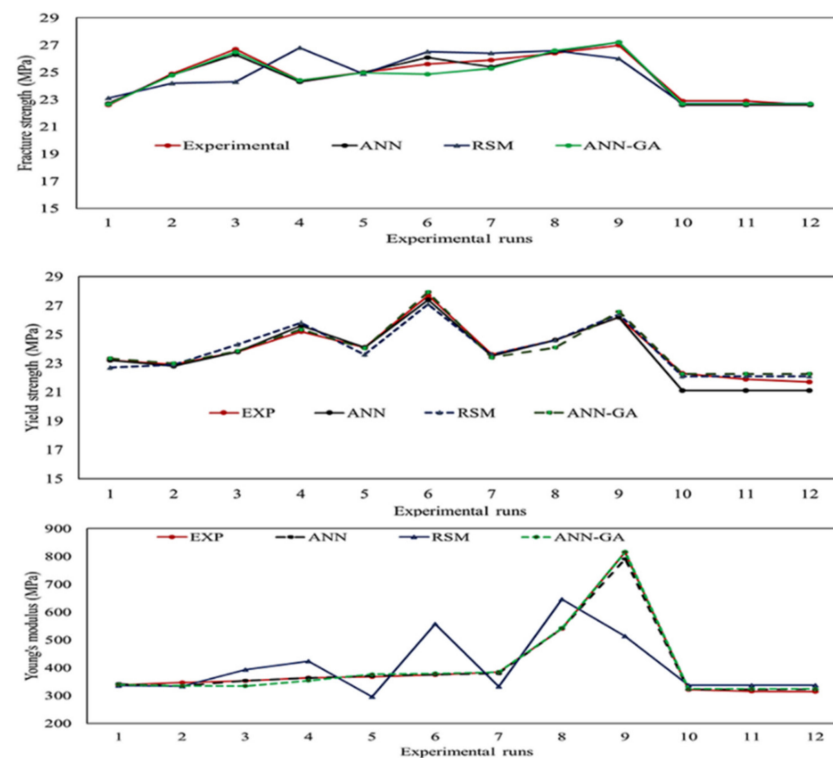 29
27
25
23
21
19
17
15
Fracture strength (MPa)
Experimental ANN RSM ANN-GA
1 2 3 4 5 6 7 8 9 10 11 12
Experimental runs
29
27
25
23
21
19
17
15
Yield strength (MPa)
EXP ANN RSM ANN-GA
1 2 3 4 5 6 7 8 9 10 11 12
Experimental runs
900
800
700
600
500
400
300
200
Young's modulus (MPa)
EXP ANN RSM ANN-GA
1 2 3 4 5 6 7 8 9 10 11 12
Experimental runs